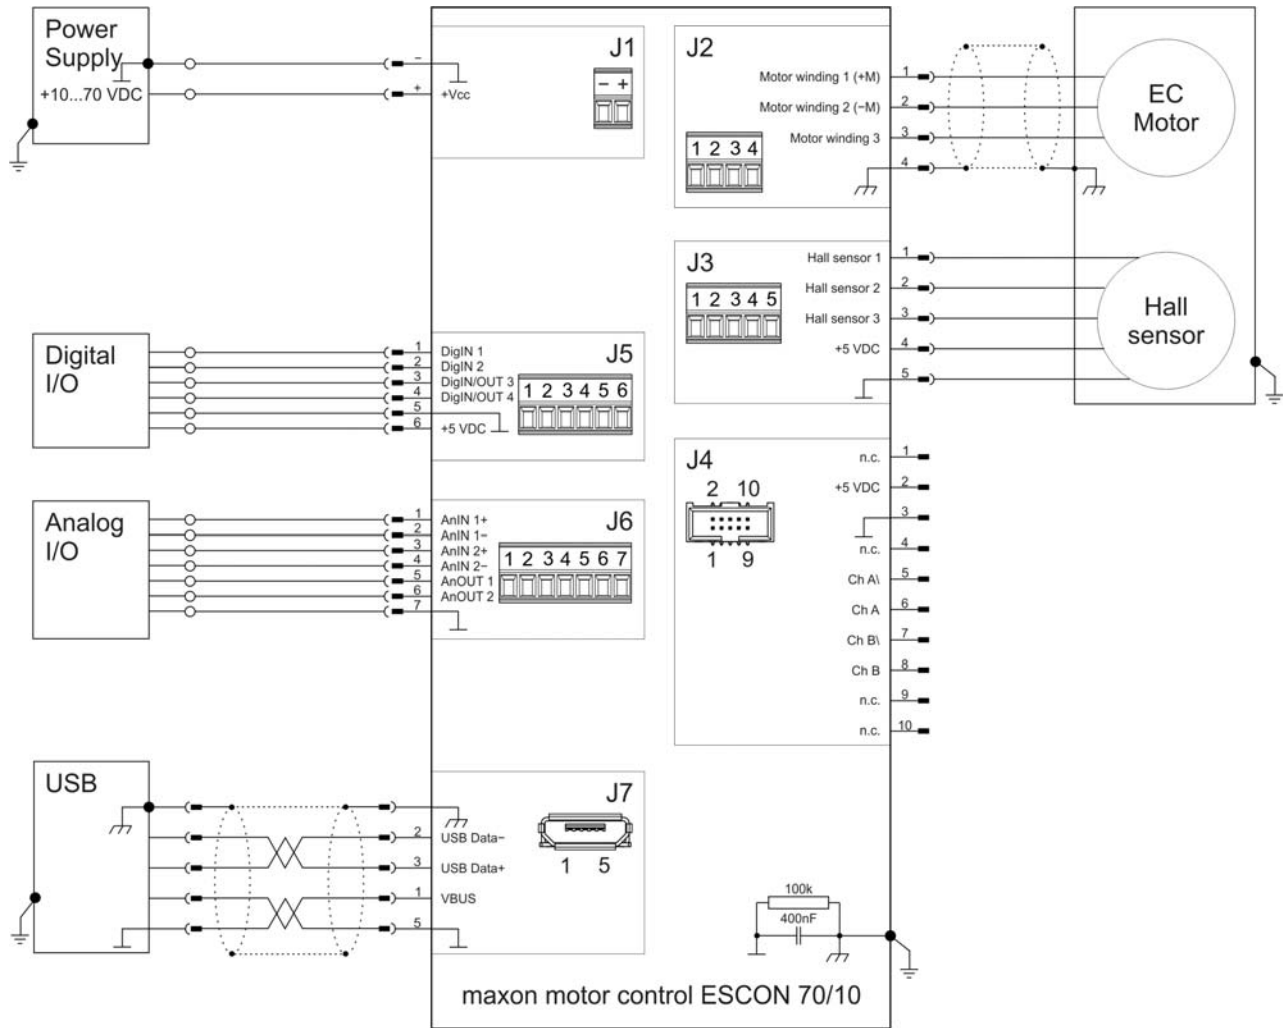 Power
Supply
+10...70 VDC
−
+
+Vcc
J1
− +
J2
Motor winding 1 (+M)
1
Motor winding 2 (−M)
2
Motor winding 3
3
4
1 2 3 4
EC
Motor
J3
Hall sensor 1
1
Hall sensor 2
2
Hall sensor 3
3
+5 VDC
4
5
1 2 3 4 5
Hall
sensor
Digital
I/O
1
DigIN 1
2
DigIN 2
3
DigIN/OUT 3
4
DigIN/OUT 4
5
6
+5 VDC
J5
1 2 3 4 5 6
Analog
I/O
1
AnIN 1+
2
AnIN 1−
3
AnIN 2+
4
AnIN 2−
5
AnOUT 1
6
AnOUT 2
7
J6
1 2 3 4 5 6 7
J4
2 10
1 9
n.c.
1
+5 VDC
2
3
n.c.
4
Ch A\
5
Ch A
6
Ch B\
7
Ch B
8
n.c.
9
n.c.
10
USB
2
USB Data−
3
USB Data+
1
VBUS
5
J7
1 5
100k
400nF
maxon motor control ESCON 70/10